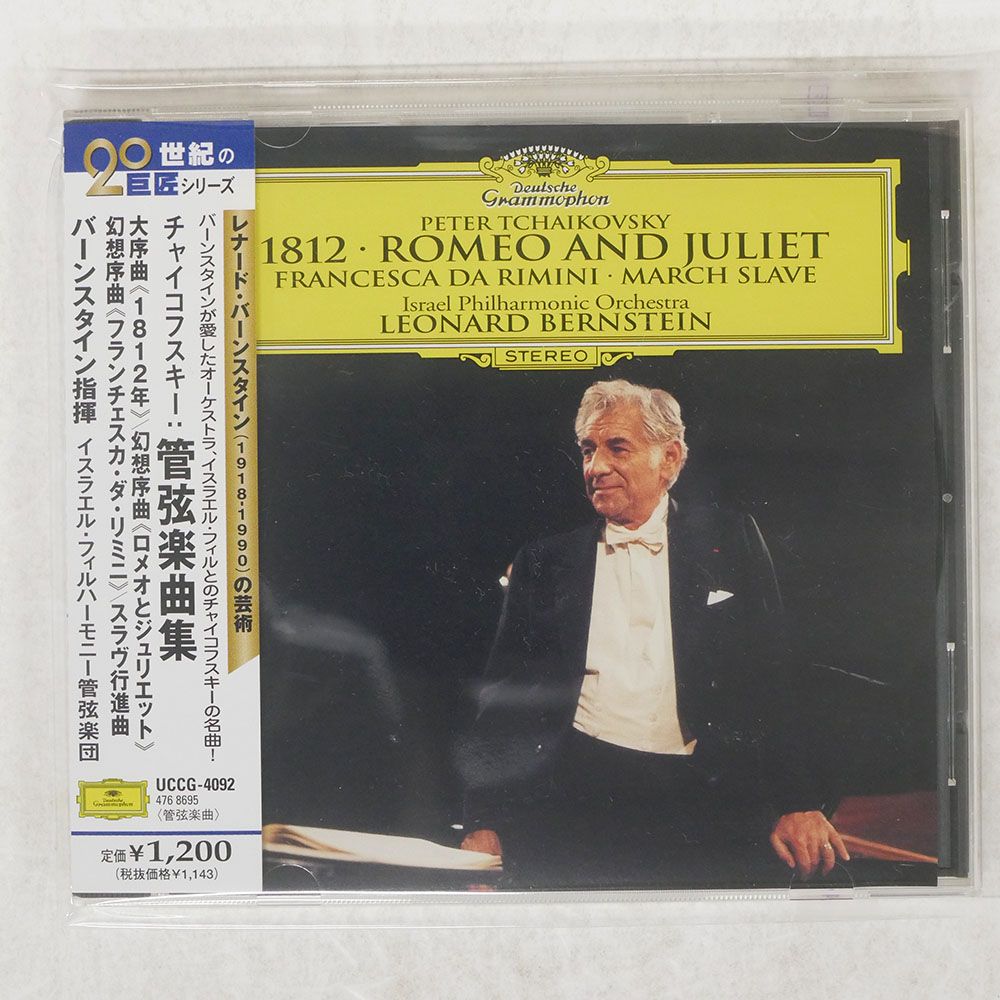 20世紀の
巨匠シリーズ
レナード・バーンスタイン(1918-1990)の芸術
バーンスタインが愛したオーケストラ、イスラエル・フィルとのチャイコフスキーの名曲!
チャイコフスキー:管弦楽曲集
大序曲《1812年》/幻想序曲《ロメオとジュリエット》
幻想序曲《フランチェスカ・ダ・リミニ》/スラヴ行進曲
バーンスタイン指揮 イスラエル・フィルハーモニー管弦楽団
Deutsche
Grammophon
UCCG-4092
476 8695
〈管弦楽曲〉
定価¥1,200
(税抜価格¥1,143)
Deutsche
Grammophon
PETER TCHAIKOVSKY
1812・ROMEO AND JULIET
FRANCESCA DA RIMINI・MARCH SLAVE
Israel Philharmonic Orchestra
LEONARD BERNSTEIN
STEREO